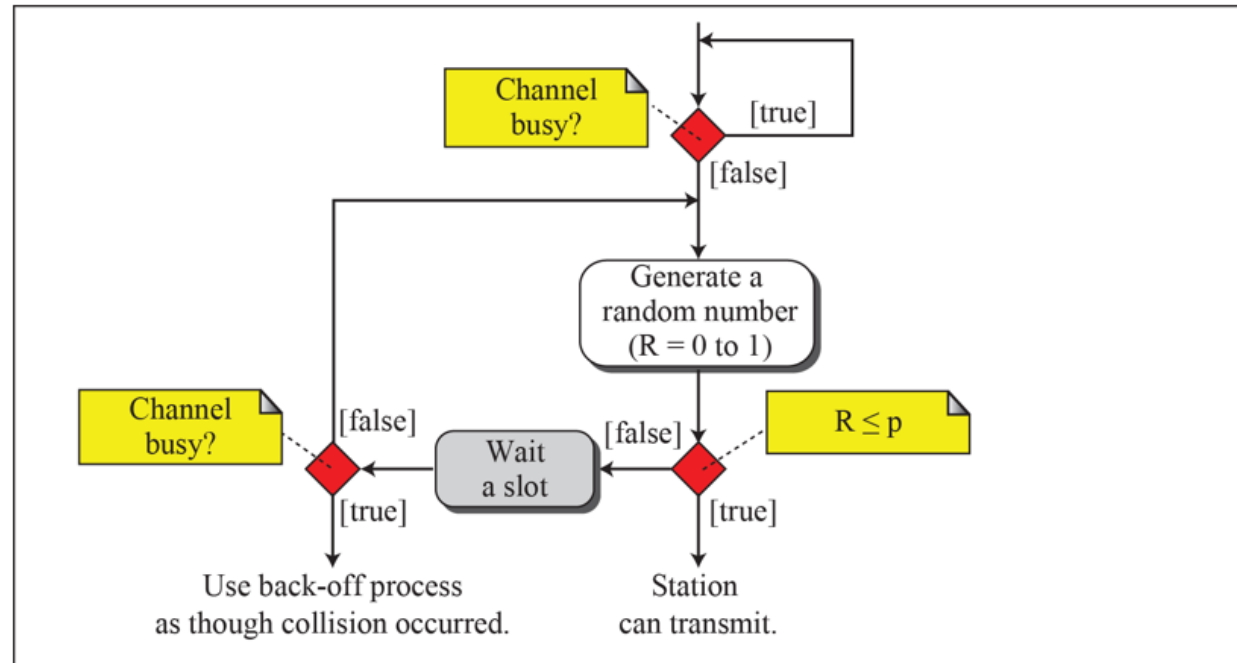 Channel
busy?
[true]
[false]
Generate a
random number
(R = 0 to 1)
Channel
busy?
[false]
[false]
R ≤ p
Wait
a slot
[true]
[true]
Use back-off process
as though collision occurred.
Station
can transmit.